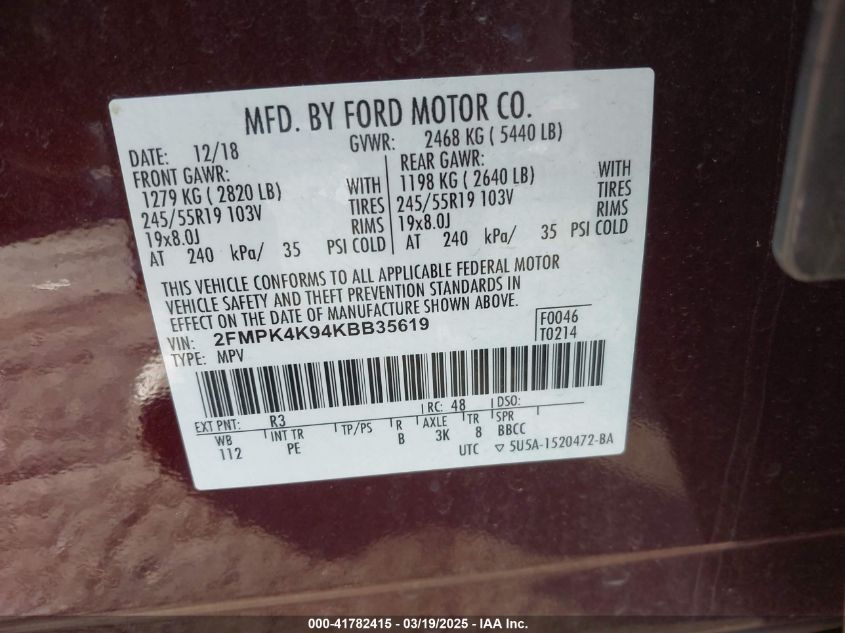 MFD. BY FORD MOTOR CO.
DATE: 12/18 GVWR: 2468 KG ( 5440 LB)
FRONT GAWR: REAR GAWR:
1279 KG ( 2820 LB) WITH 1198 KG ( 2640 LB) WITH
245/55R19 103V TIRES 245/55R19 103V TIRES
19x8.0J RIMS 19x8.0J RIMS
AT 240 kPa/ 35 PSI COLD AT 240 kPa/ 35 PSI COLD
THIS VEHICLE CONFORMS TO ALL APPLICABLE FEDERAL MOTOR
VEHICLE SAFETY AND THEFT PREVENTION STANDARDS IN
EFFECT ON THE DATE OF MANUFACTURE SHOWN ABOVE.
VIN: 2FMPK4K94KBB35619 F0046
TYPE: MPV T0214
EXT PNT: R3 RC: 48 DSO:
WB INT TR TP/PS R AXLE TR SPR
112 PE B 3K 8 BBCC
UTC ▽ 5U5A-1520472-BA
000-41782415 - 03/19/2025 - IAA Inc.